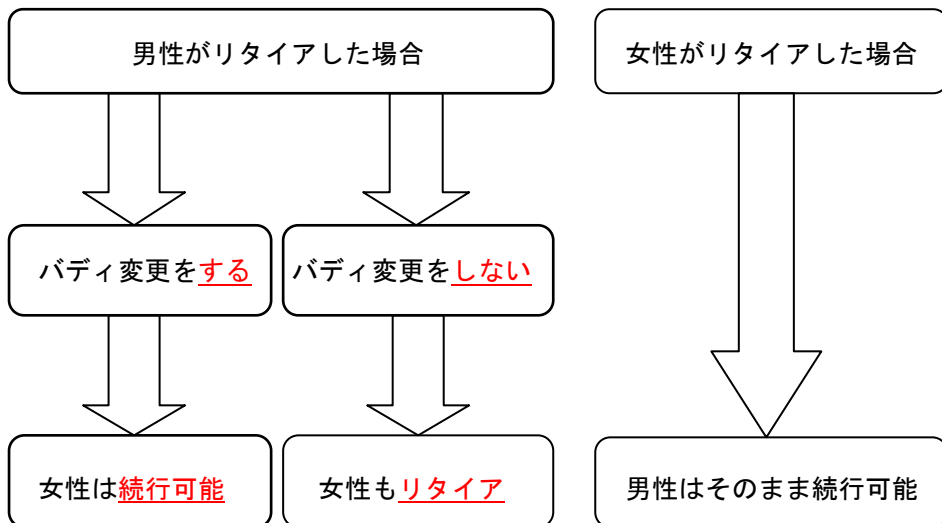 男性がリタイアした場合
女性がリタイアした場合
バディ変更をする
バディ変更をしない
女性は続行可能
女性もリタイア
男性はそのまま続行可能